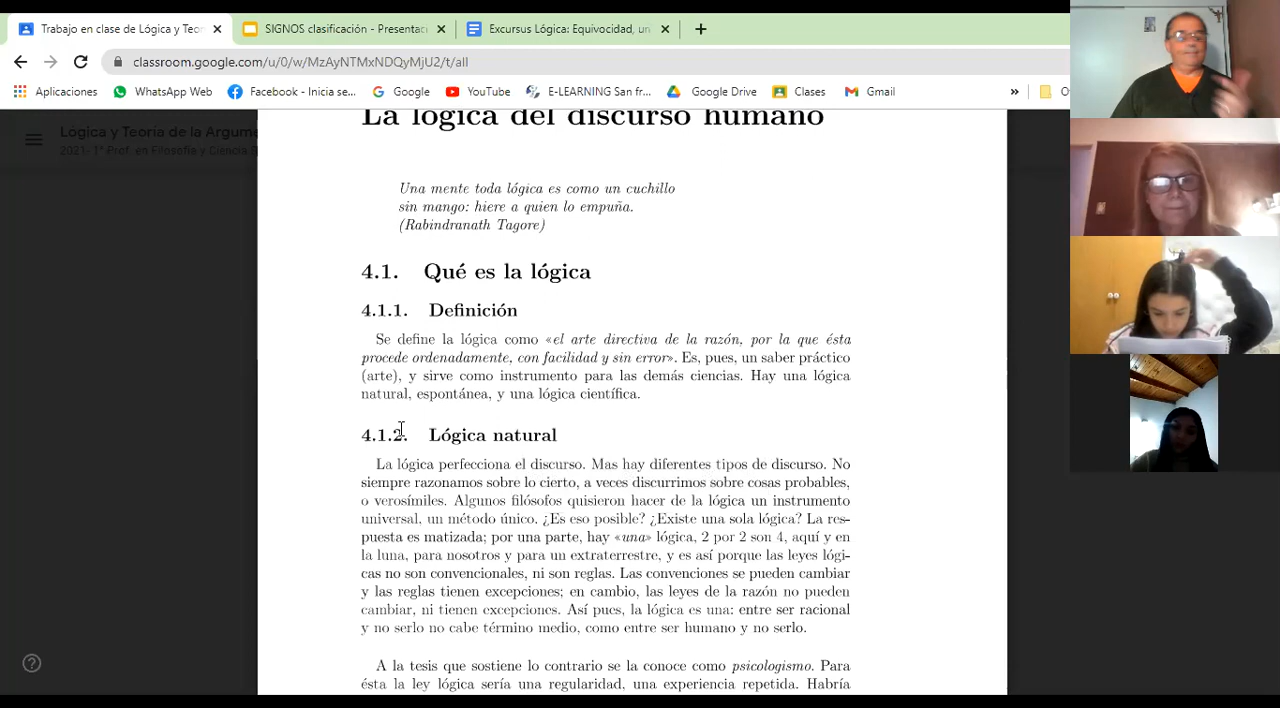 Trabajo en clase de Lógica y Teor
SIGNOS clasificación - Presentac
Excursus Lógica: Equivocidad, un
classroom.google.com/u/0/w/MzAyNTMxNDQyMjU2/t/all
Aplicaciones
WhatsApp Web
Facebook - Inicia se...
Google
YouTube
E-LEARNING San fr...
Google Drive
Clases
Gmail
»
Lógica y Teoría de la Argume
2021- 1° Prof. en Filosofía y Ciencia S
La lógica del discurso humano
Una mente toda lógica es como un cuchillo
sin mango: hiere a quien lo empuña.
(Rabindranath Tagore)
4.1. Qué es la lógica
4.1.1. Definición
Se define la lógica como «el arte directiva de la razón, por la que ésta
procede ordenadamente, con facilidad y sin error». Es, pues, un saber práctico
(arte), y sirve como instrumento para las demás ciencias. Hay una lógica
natural, espontánea, y una lógica científica.
4.1.2. Lógica natural
La lógica perfecciona el discurso. Mas hay diferentes tipos de discurso. No
siempre razonamos sobre lo cierto, a veces discurrimos sobre cosas probables,
o verosímiles. Algunos filósofos quisieron hacer de la lógica un instrumento
universal, un método único. ¿Es eso posible? ¿Existe una sola lógica? La res-
puesta es matizada; por una parte, hay «una» lógica, 2 por 2 son 4, aquí y en
la luna, para nosotros y para un extraterrestre, y es así porque las leyes lógi-
cas no son convencionales, ni son reglas. Las convenciones se pueden cambiar
y las reglas tienen excepciones; en cambio, las leyes de la razón no pueden
cambiar, ni tienen excepciones. Así pues, la lógica es una: entre ser racional
y no serlo no cabe término medio, como entre ser humano y no serlo.
A la tesis que sostiene lo contrario se la conoce como psicologismo. Para
ésta la ley lógica sería una regularidad, una experiencia repetida. Habría